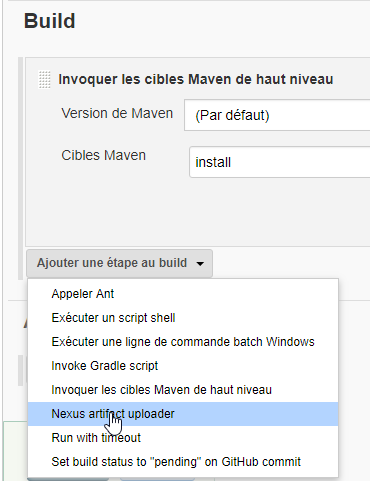 Build
Invoquer les cibles Maven de haut niveau
Version de Maven
(Par défaut)
Cibles Maven
install
Ajouter une étape au build
Appeler Ant
Exécuter un script shell
Exécuter une ligne de commande batch Windows
Invoke Gradle script
Invoquer les cibles Maven de haut niveau
Nexus artifact uploader
Run with timeout
Set build status to "pending" on GitHub commit